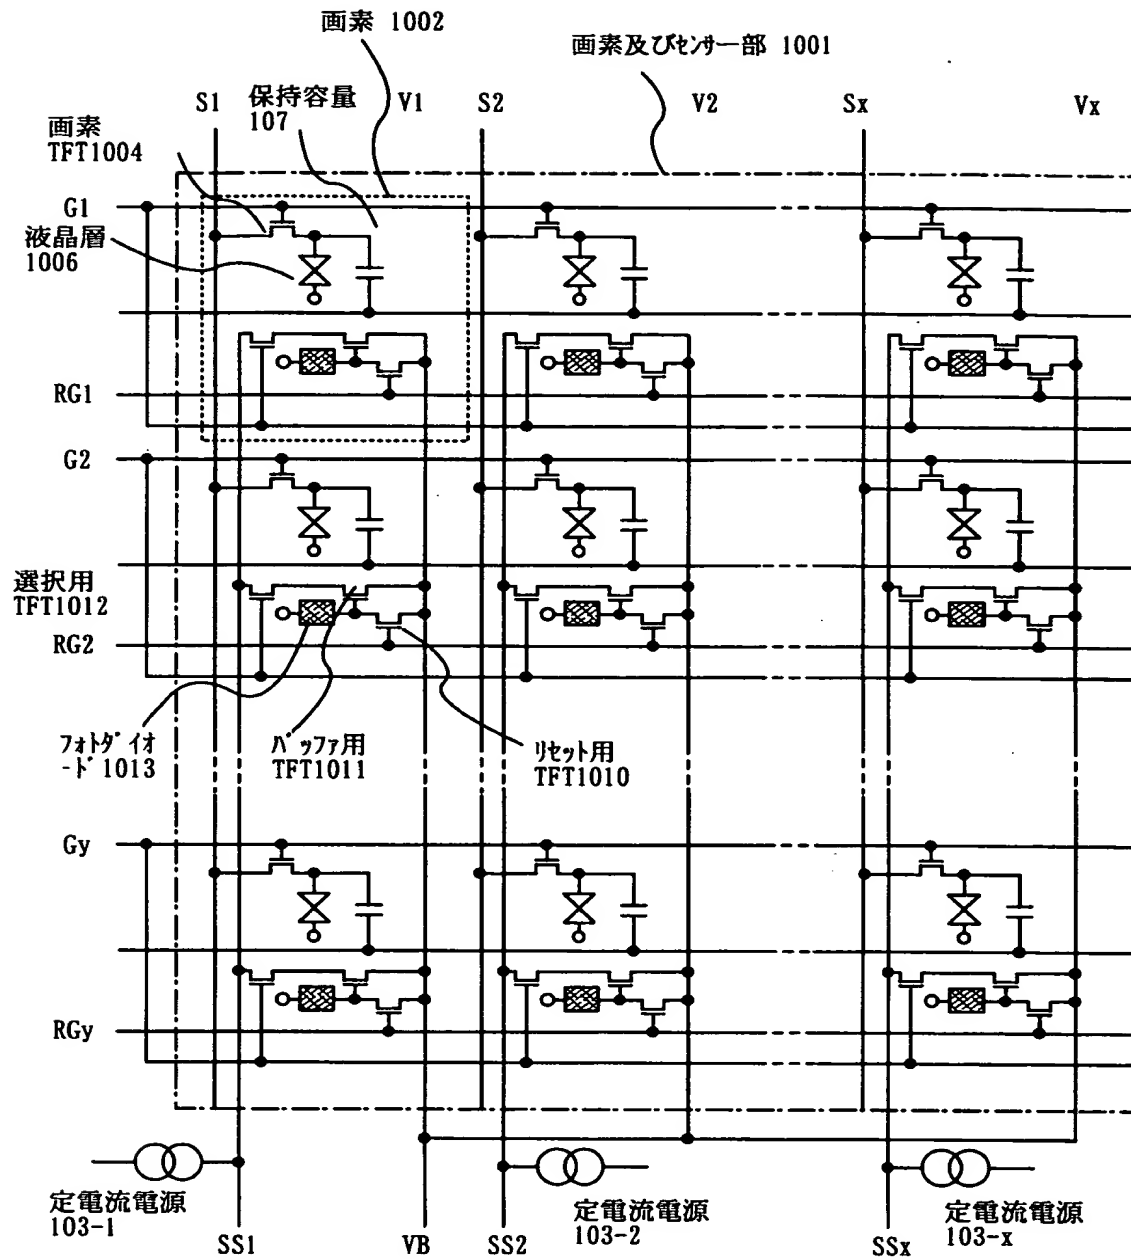 画素 1002
画素及びセンサー部 1001
S1
保持容量
107
V1
S2
V2
Sx
Vx
画素
TFT1004
G1
液晶層
1006
RG1
G2
選択用
TFT1012
RG2
フォトダイオ
ード1013
バッファ用
TFT1011
リセット用
TFT1010
Gy
RGy
定電流電源
103-1
定電流電源
103-2
定電流電源
103-x
SS1
VB
SS2
SSx